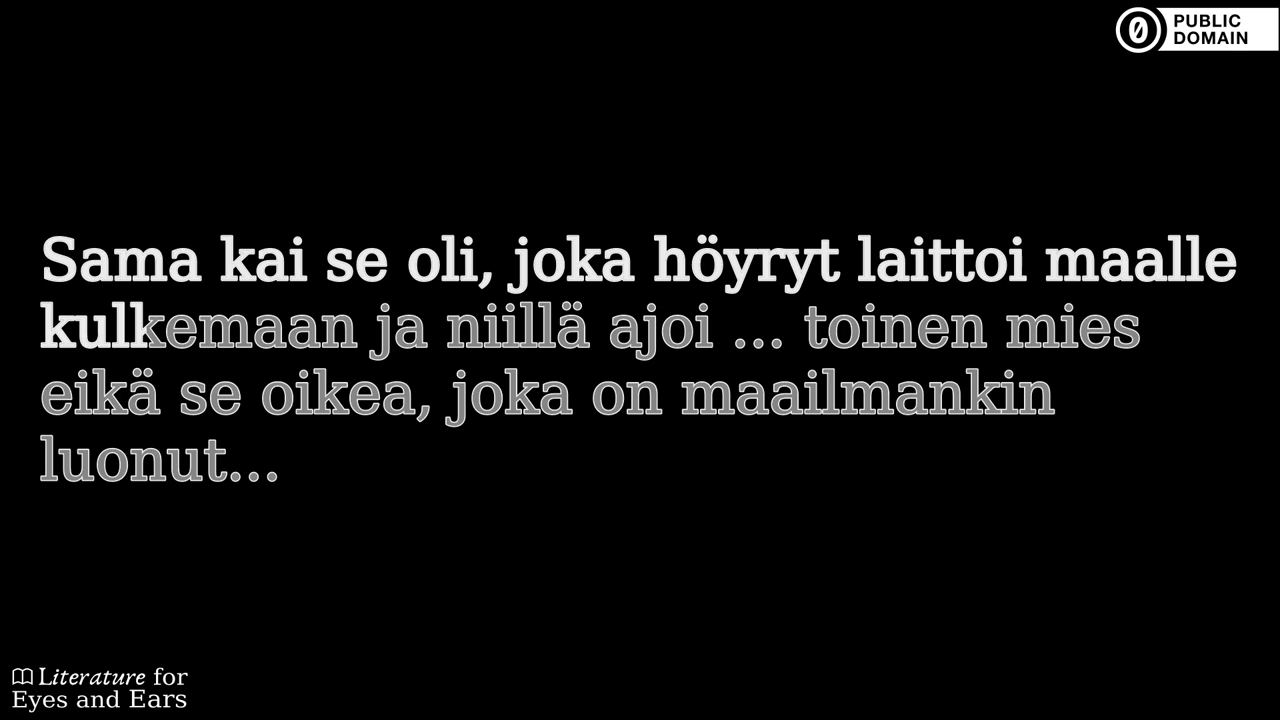 PUBLIC
DOMAIN
Sama kai se oli, joka höyryt laittoi maalle
kulkemaan ja niillä ajoi ... toinen mies
eikä se oikea, joka on maailmankin
luonut...
Literature for
Eyes and Ears